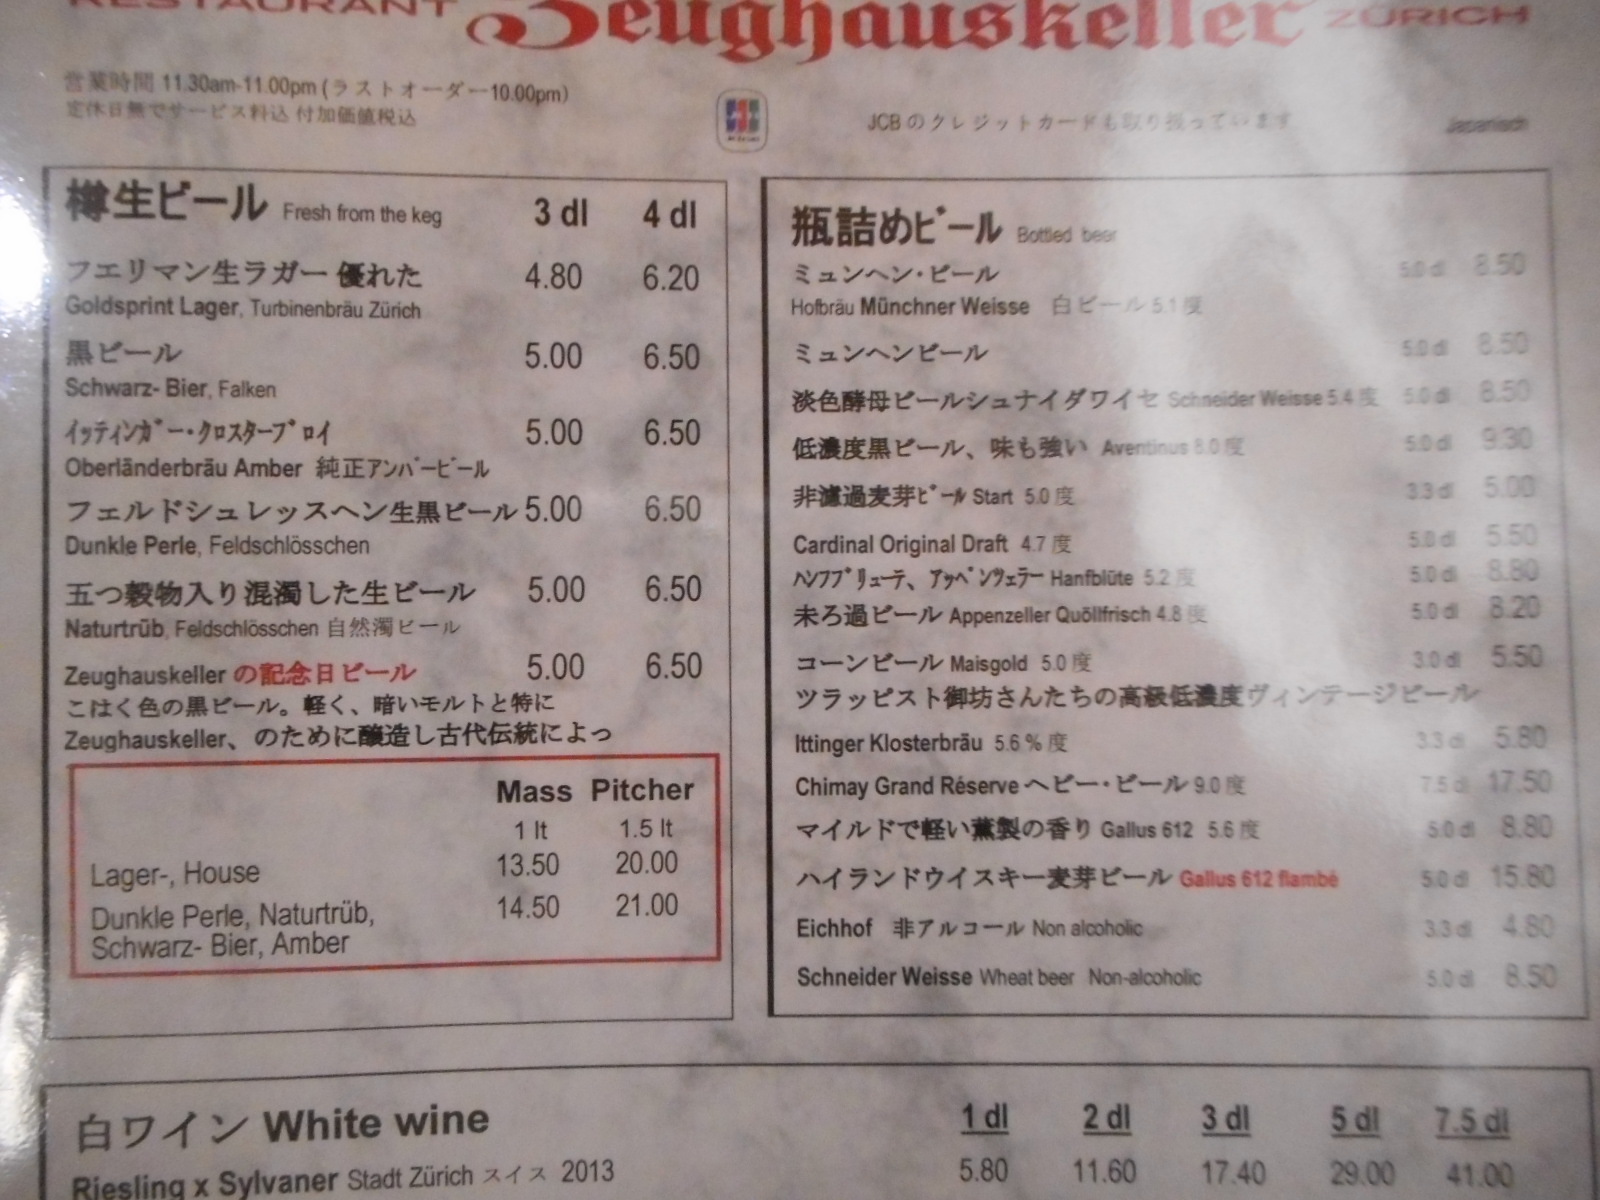 RESTAURANT Zeughauskeller ZÜRICH
営業時間 11.30am-11.00pm (ラストオーダー10.00pm)
定休日無でサービス料込 付加価値税込
JCBのクレジットカードも取り扱っています
Japanisch
樽生ビール Fresh from the keg 3 dl 4 dl
フエリマン生ラガー 優れた 4.80 6.20
Goldsprint Lager, Turbinenbräu Zürich
黒ビール 5.00 6.50
Schwarz- Bier, Falken
イッティンガー・クロスターブロイ 5.00 6.50
Oberländerbräu Amber 純正アンバービール
フェルドシュレッスヘン生黒ビール 5.00 6.50
Dunkle Perle, Feldschlösschen
五つ穀物入り混濁した生ビール 5.00 6.50
Naturtrüb, Feldschlösschen 自然濁ビール
Zeughauskeller の記念日ビール 5.00 6.50
こはく色の黒ビール。軽く、暗いモルトと特に
Zeughauskeller、のために醸造し古代伝統によっ
Mass Pitcher
1 lt 1.5 lt
Lager-, House 13.50 20.00
Dunkle Perle, Naturtrüb, 14.50 21.00
Schwarz- Bier, Amber
瓶詰めビール Bottled beer
ミュンヘン・ビール 5.0 dl 8.50
Hofbräu Münchner Weisse 白ビール 5.1 度
ミュンヘンビール 5.0 dl 8.50
淡色酵母ビールシュナイダワイセ Schneider Weisse 5.4 度 5.0 dl 8.50
低濃度黒ビール、味も強い Aventinus 8.0 度 5.0 dl 9.30
非濾過麦芽ビール Start 5.0 度 3.3 dl 5.00
Cardinal Original Draft 4.7 度 5.0 dl 5.50
ハンフブリューテ、アッペンツェラー Hanfblüte 5.2 度 5.0 dl 8.80
未ろ過ビール Appenzeller Quöllfrisch 4.8 度 5.0 dl 8.20
コーンビール Maisgold 5.0 度 3.0 dl 5.50
ツラッピスト御坊さんたちの高級低濃度ヴィンテージビール
Ittinger Klosterbräu 5.6 % 度 3.3 dl 5.80
Chimay Grand Réserve ヘビー・ビール 9.0 度 7.5 dl 17.50
マイルドで軽い薫製の香り Gallus 612 5.6 度 5.0 dl 8.80
ハイランドウイスキー麦芽ビール Gallus 612 flambé 5.0 dl 15.80
Eichhof 非アルコール Non alcoholic 3.3 dl 4.80
Schneider Weisse Wheat beer Non-alcoholic 5.0 dl 8.50
白ワイン White wine 1 dl 2 dl 3 dl 5 dl 7.5 dl
Riesling x Sylvaner Stadt Zürich スイス 2013 5.80 11.60 17.40 29.00 41.00